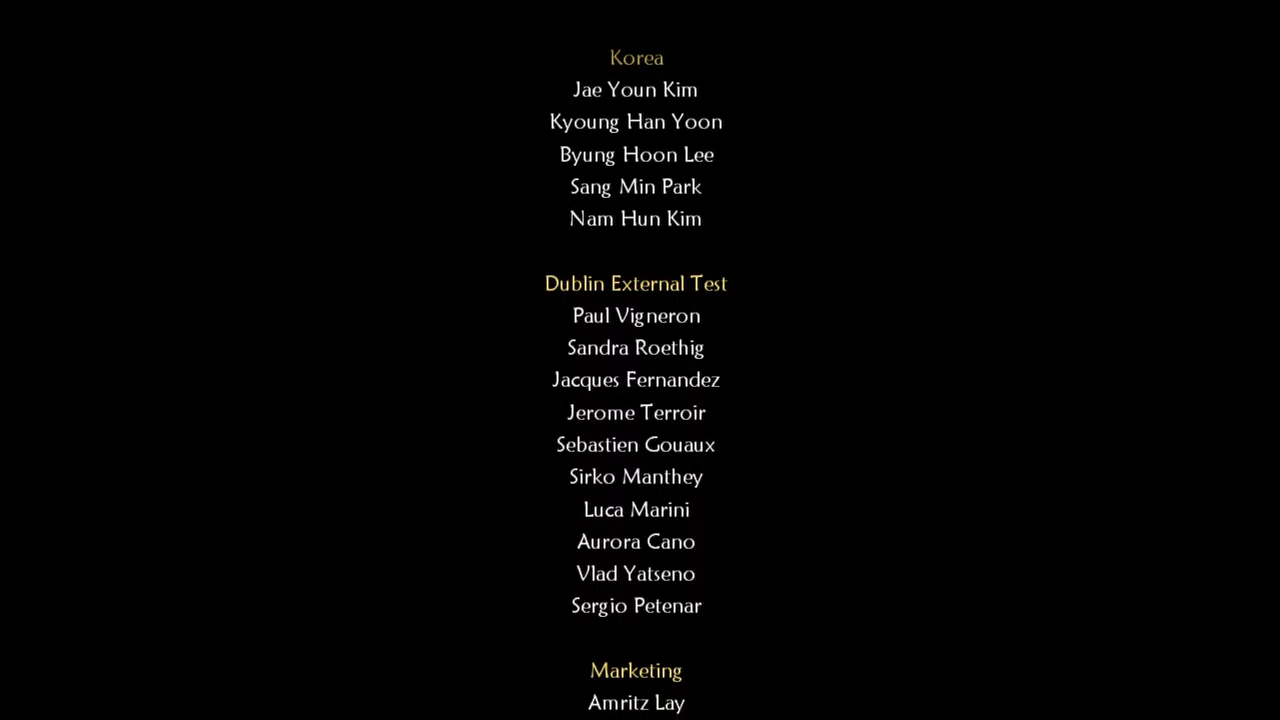 Korea
Jae Youn Kim
Kyoung Han Yoon
Byung Hoon Lee
Sang Min Park
Nam Hun Kim
Dublin External Test
Paul Vigneron
Sandra Roethig
Jacques Fernandez
Jerome Terroir
Sebastien Gouaux
Sirko Manthey
Luca Marini
Aurora Cano
Vlad Yatseno
Sergio Petenar
Marketing
Amritz Lay